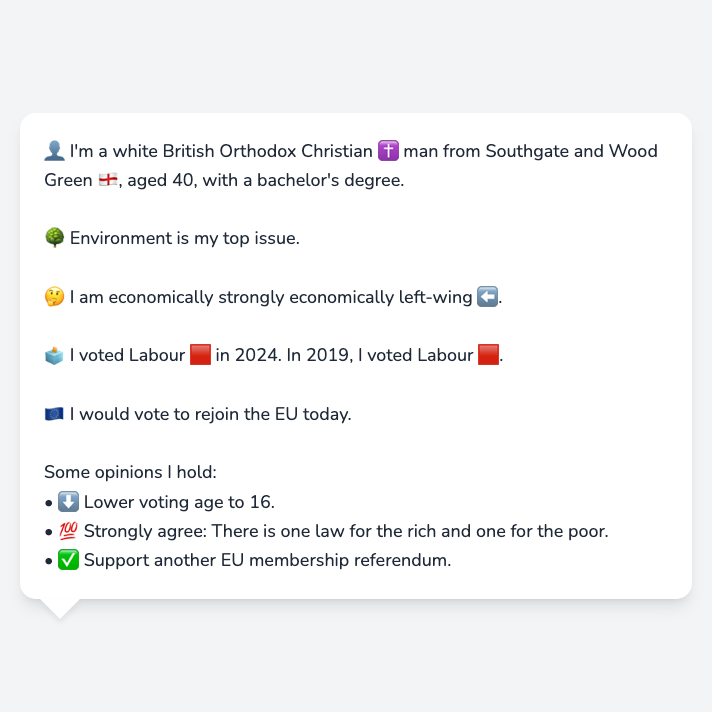 👤 I'm a white British Orthodox Christian ✝️ man from Southgate and Wood
Green 🏴󠁧󠁢󠁥󠁮󠁧󠁿, aged 40, with a bachelor's degree.
🌳 Environment is my top issue.
🤔 I am economically strongly economically left-wing ⬅️.
🗳️ I voted Labour 🟥 in 2024. In 2019, I voted Labour 🟥.
🇪🇺 I would vote to rejoin the EU today.
Some opinions I hold:
• ⬇️ Lower voting age to 16.
• 💯 Strongly agree: There is one law for the rich and one for the poor.
• ✅ Support another EU membership referendum.